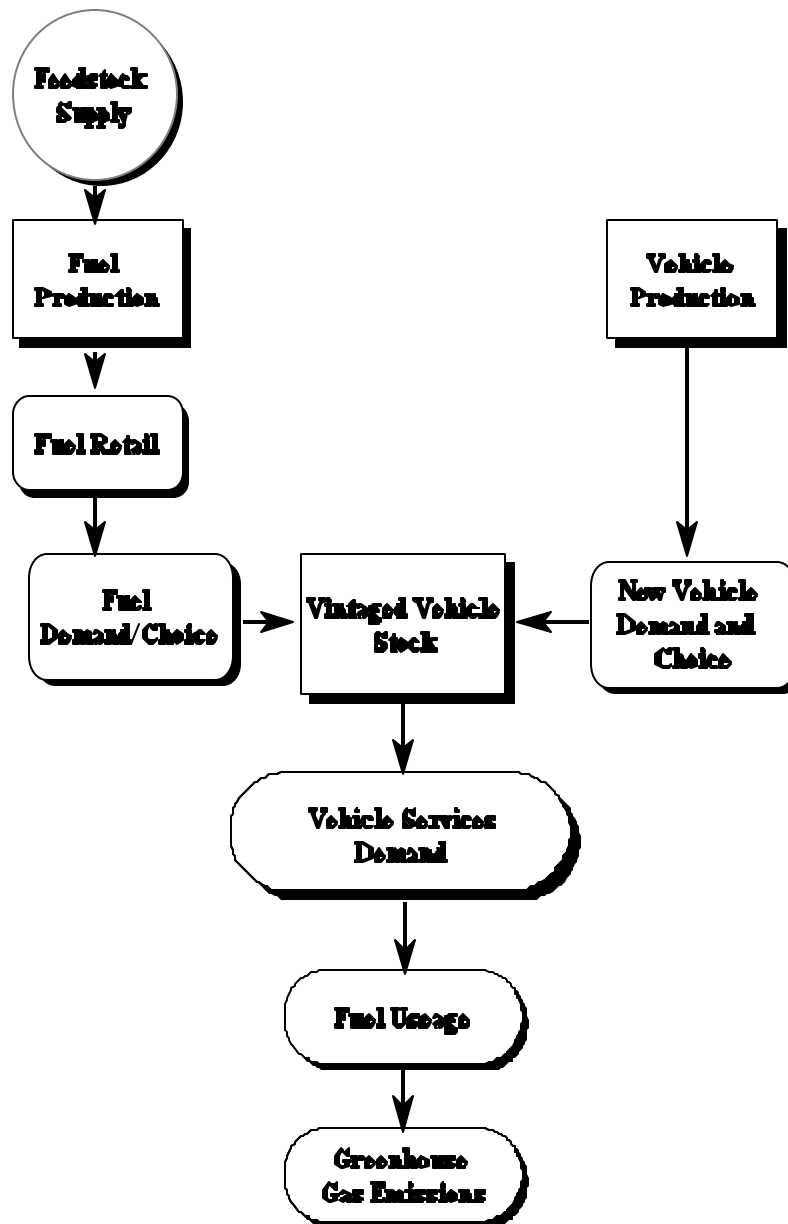 Feedstock
Supply
Fuel
Production
Vehicle
Production
Fuel Retail
Fuel
Demand/Choice
Vintaged Vehicle
Stock
New Vehicle
Demand and
Choice
Vehicle Services
Demand
Fuel Useage
Greenhouse
Gas Emissions